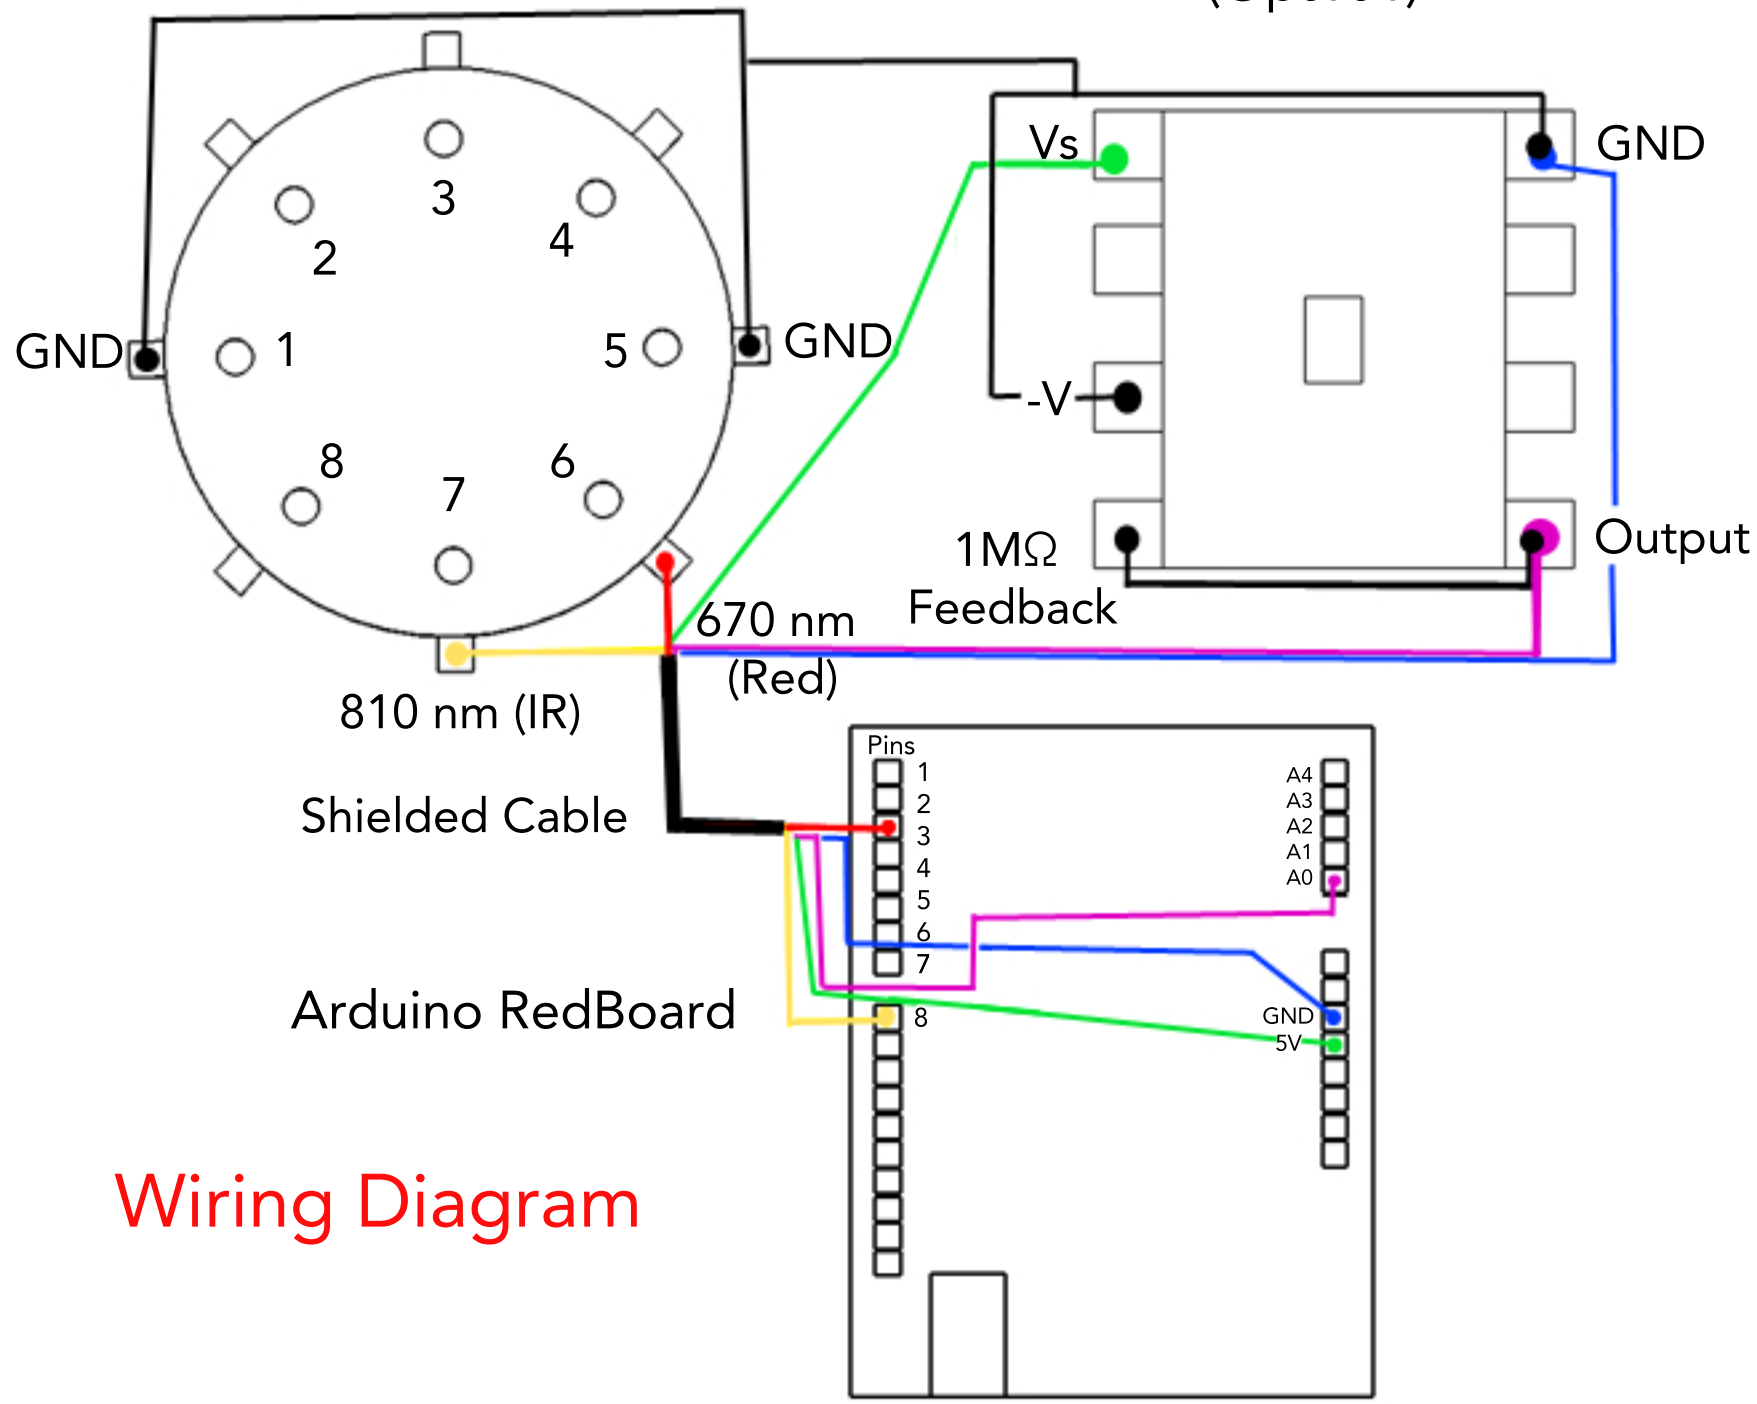 3
2
4
GND
1
5
GND
8
7
6
810 nm (IR)
670 nm
(Red)
Vs
GND
-V
1MΩ
Feedback
Output
Shielded Cable
Arduino RedBoard
Pins
1
2
3
4
5
6
7
8
A4
A3
A2
A1
A0
GND
5V
Wiring Diagram